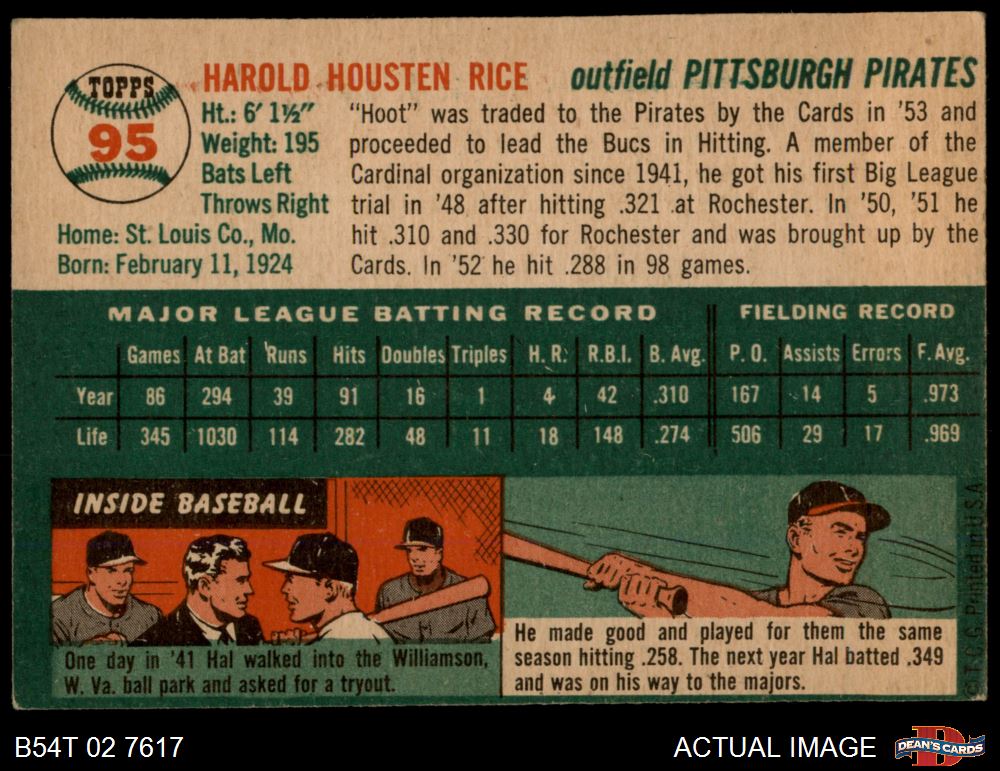 TOPPS
95
HAROLD HOUSTEN RICE outfield PITTSBURGH PIRATES
Ht.: 6' 1½"
Weight: 195
Bats Left
Throws Right
Home: St. Louis Co., Mo.
Born: February 11, 1924
"Hoot" was traded to the Pirates by the Cards in '53 and
proceeded to lead the Bucs in Hitting. A member of the
Cardinal organization since 1941, he got his first Big League
trial in '48 after hitting .321 at Rochester. In '50, '51 he
hit .310 and .330 for Rochester and was brought up by the
Cards. In '52 he hit .288 in 98 games.
MAJOR LEAGUE BATTING RECORD FIELDING RECORD
Games At Bat Runs Hits Doubles Triples H. R. R.B.I. B. Avg. P. O. Assists Errors F. Avg.
Year 86 294 39 91 16 1 4 42 .310 167 14 5 .973
Life 345 1030 114 282 48 11 18 148 .274 506 29 17 .969
INSIDE BASEBALL
One day in '41 Hal walked into the Williamson,
W. Va. ball park and asked for a tryout.
He made good and played for them the same
season hitting .258. The next year Hal batted .349
and was on his way to the majors.
© T.C.G. Printed in U.S.A.
B54T 02 7617
ACTUAL IMAGE
D
DEAN'S CARDS